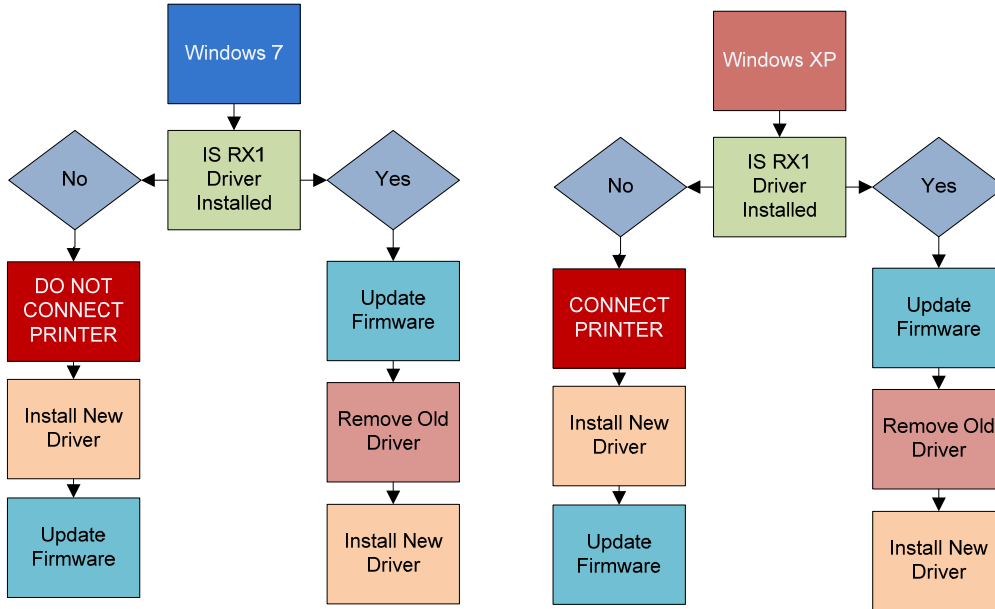 Windows 7
IS RX1
Driver
Installed
No
Yes
DO NOT
CONNECT
PRINTER
Install New
Driver
Update
Firmware
Update
Firmware
Remove Old
Driver
Install New
Driver
Windows XP
IS RX1
Driver
Installed
No
Yes
CONNECT
PRINTER
Install New
Driver
Update
Firmware
Update
Firmware
Remove Old
Driver
Install New
Driver